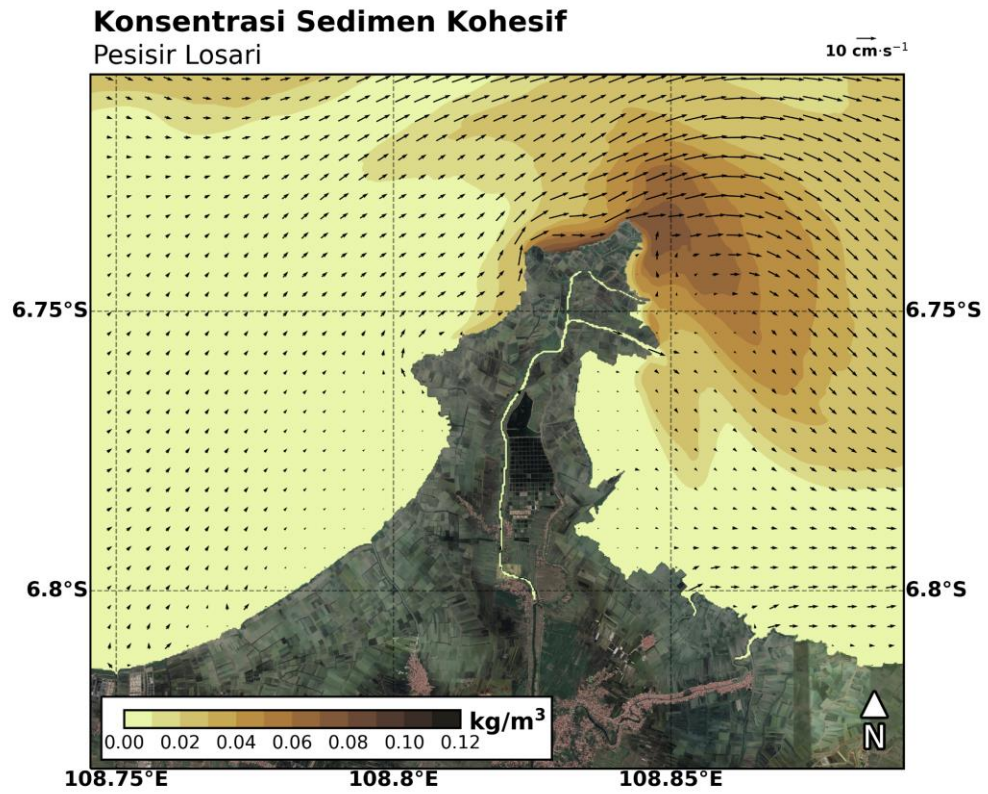 Konsentrasi Sedimen Kohesif
Pesisir Losari
10 cm·s⁻¹
6.75°S
6.75°S
6.8°S
6.8°S
kg/m³
0.00 0.02 0.04 0.06 0.08 0.10 0.12
N
108.75°E 108.8°E 108.85°E